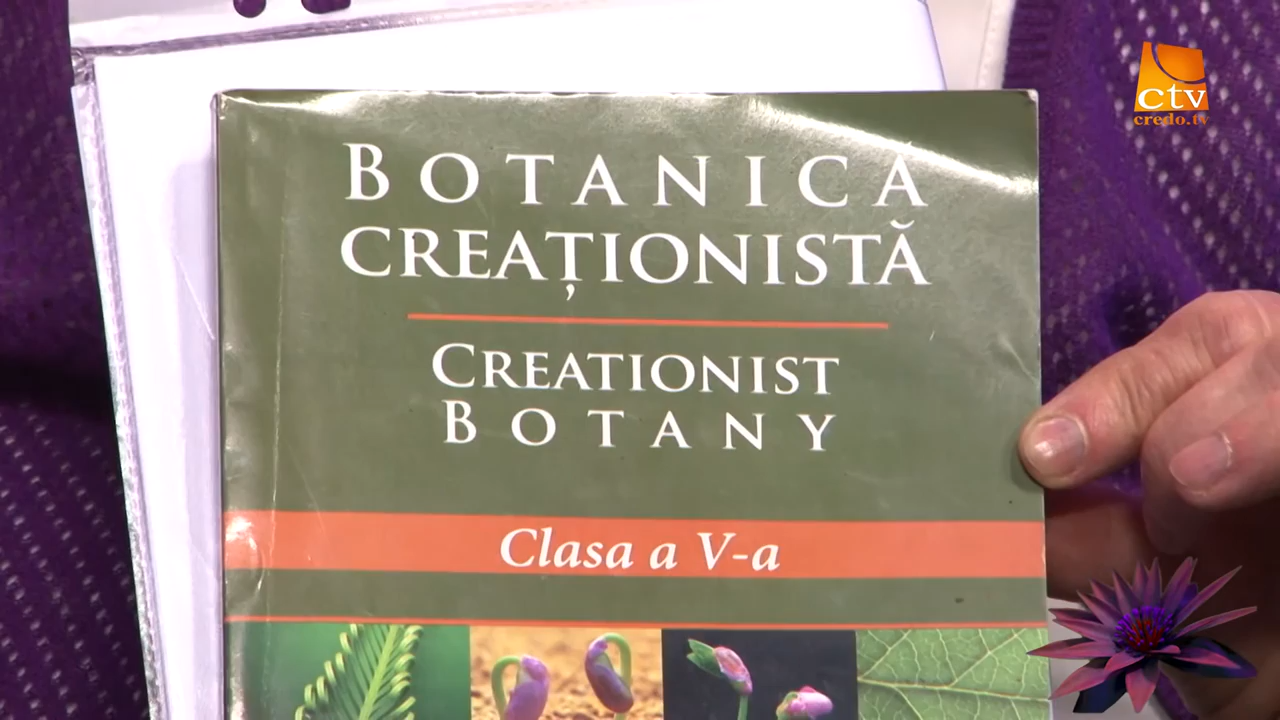 BOTANICA
CREAȚIONISTĂ
CREATIONIST
BOTANY
Clasa a V-a
ctv
credo.tv